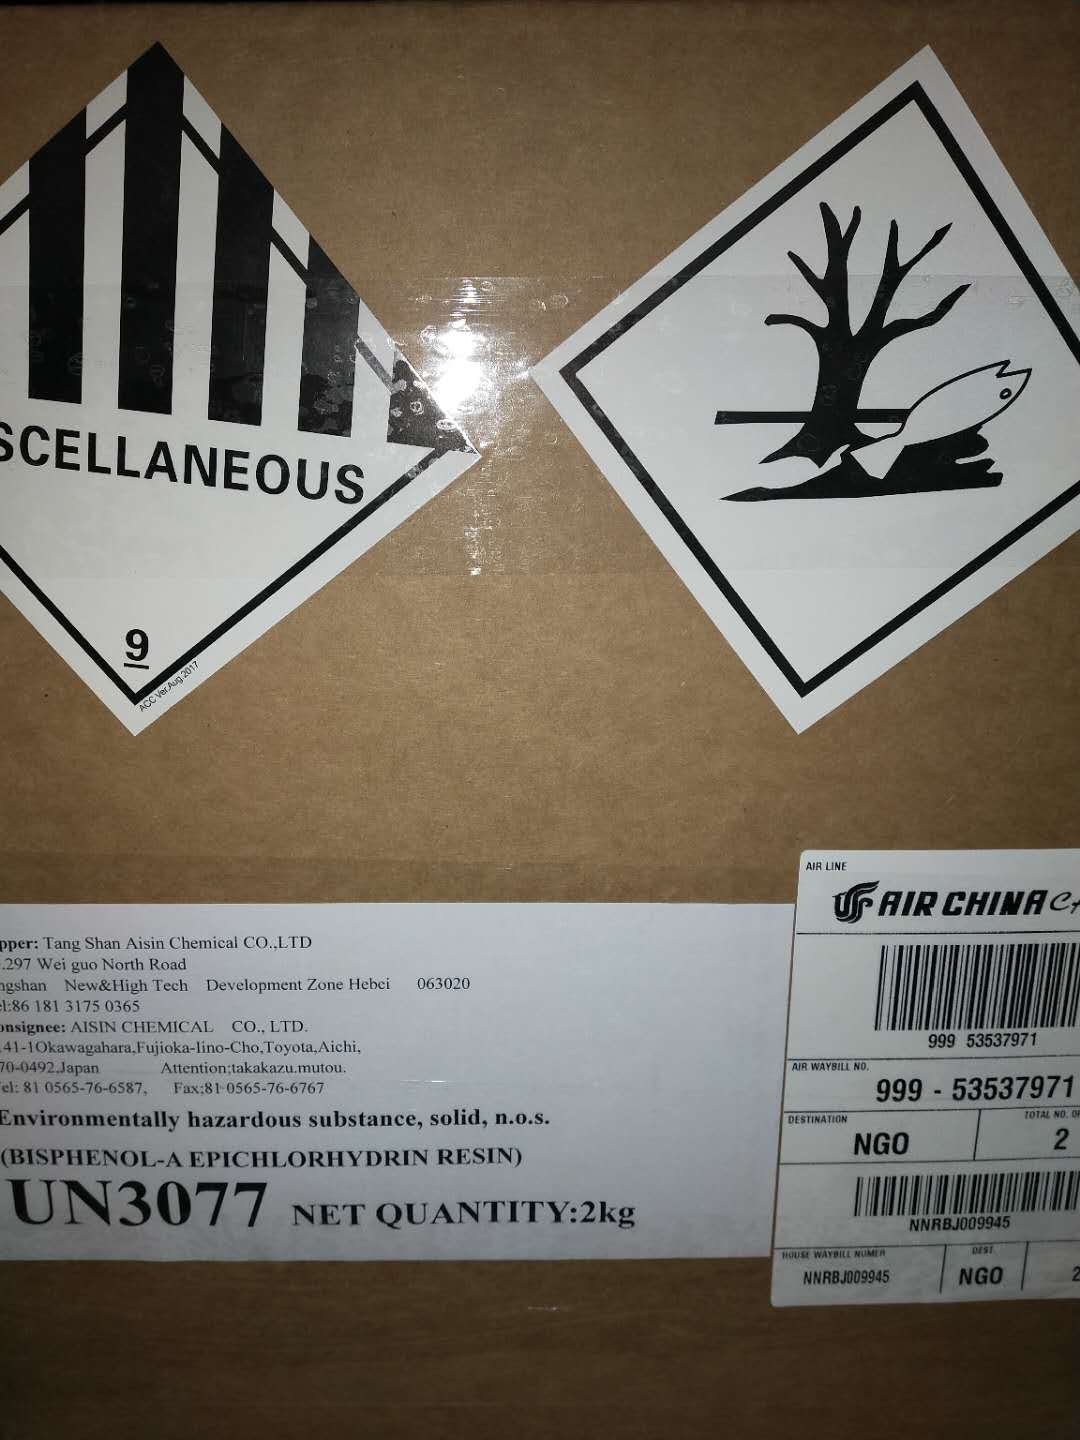 SCELLANEOUS
9
ACC Ver.Aug.2017
AIR LINE
AIR CHINA
999 53537971
AIR WAYBILL NO.
999 - 53537971
DESTINATION
TOTAL NO. OF
NGO
2
NNRBJ009945
HOUSE WAYBILL NUMER
DEST.
NNRBJ009945
NGO
2
pper: Tang Shan Aisin Chemical CO.,LTD
.297 Wei guo North Road
ngshan New&High Tech Development Zone Hebei 063020
el:86 181 3175 0365
onsignee: AISIN CHEMICAL CO., LTD.
.41-1Okawagahara,Fujioka-Iino-Cho,Toyota,Aichi,
70-0492,Japan Attention;takakazu.mutou.
el: 81 0565-76-6587, Fax;81 0565-76-6767
Environmentally hazardous substance, solid, n.o.s.
(BISPHENOL-A EPICHLORHYDRIN RESIN)
UN3077 NET QUANTITY:2kg